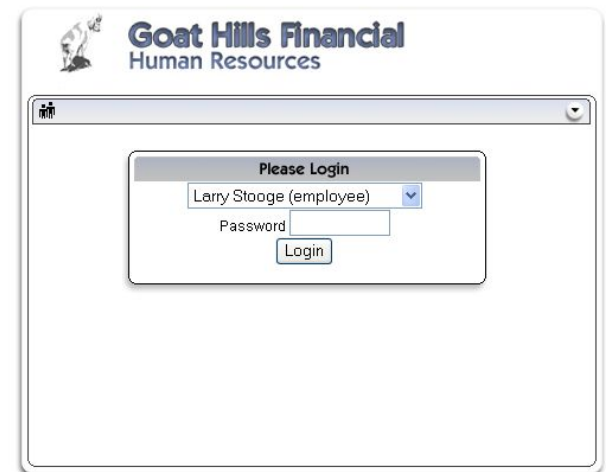 Goat Hills Financial
Human Resources
Please Login
Larry Stooge (employee)
Password
Login